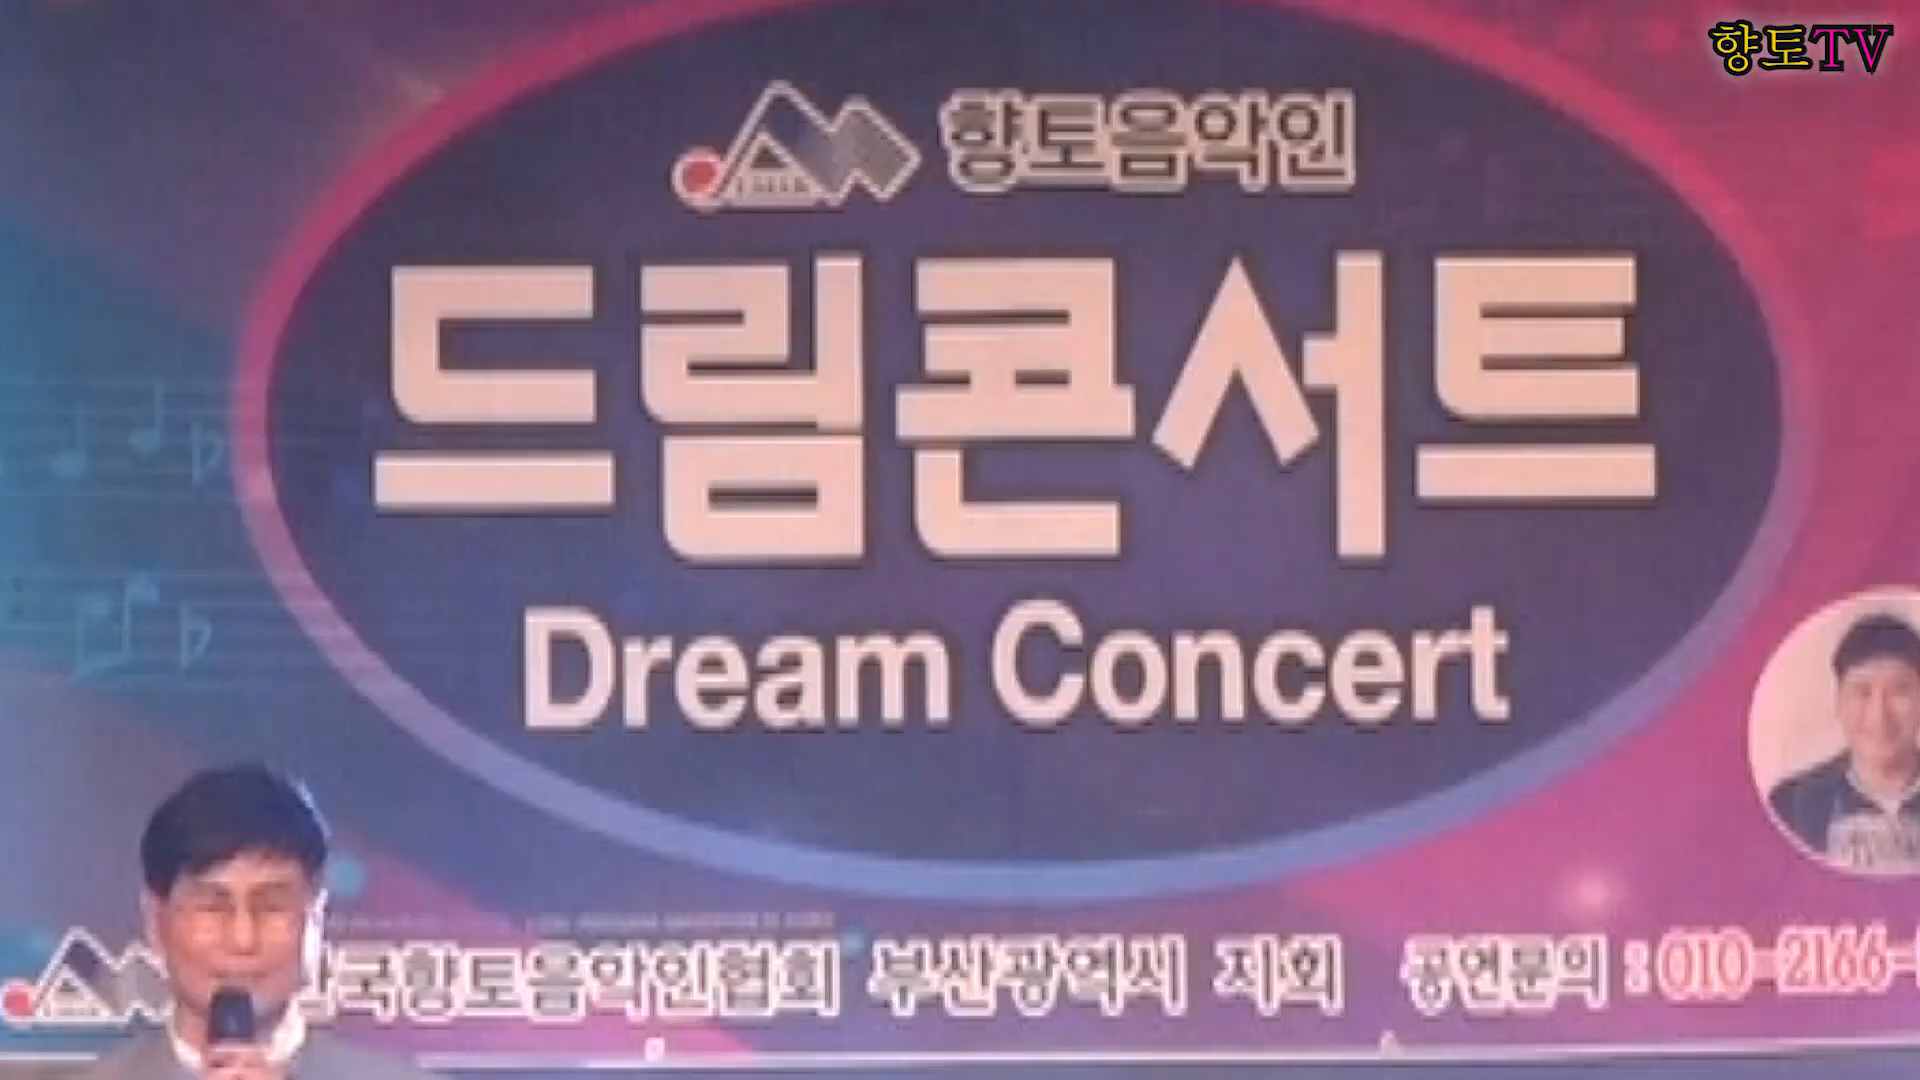 향토TV
향토음악인
드림콘서트
Dream Concert
국향토음악인협회 부산광역시 지회 공연문의 : 010-2166-